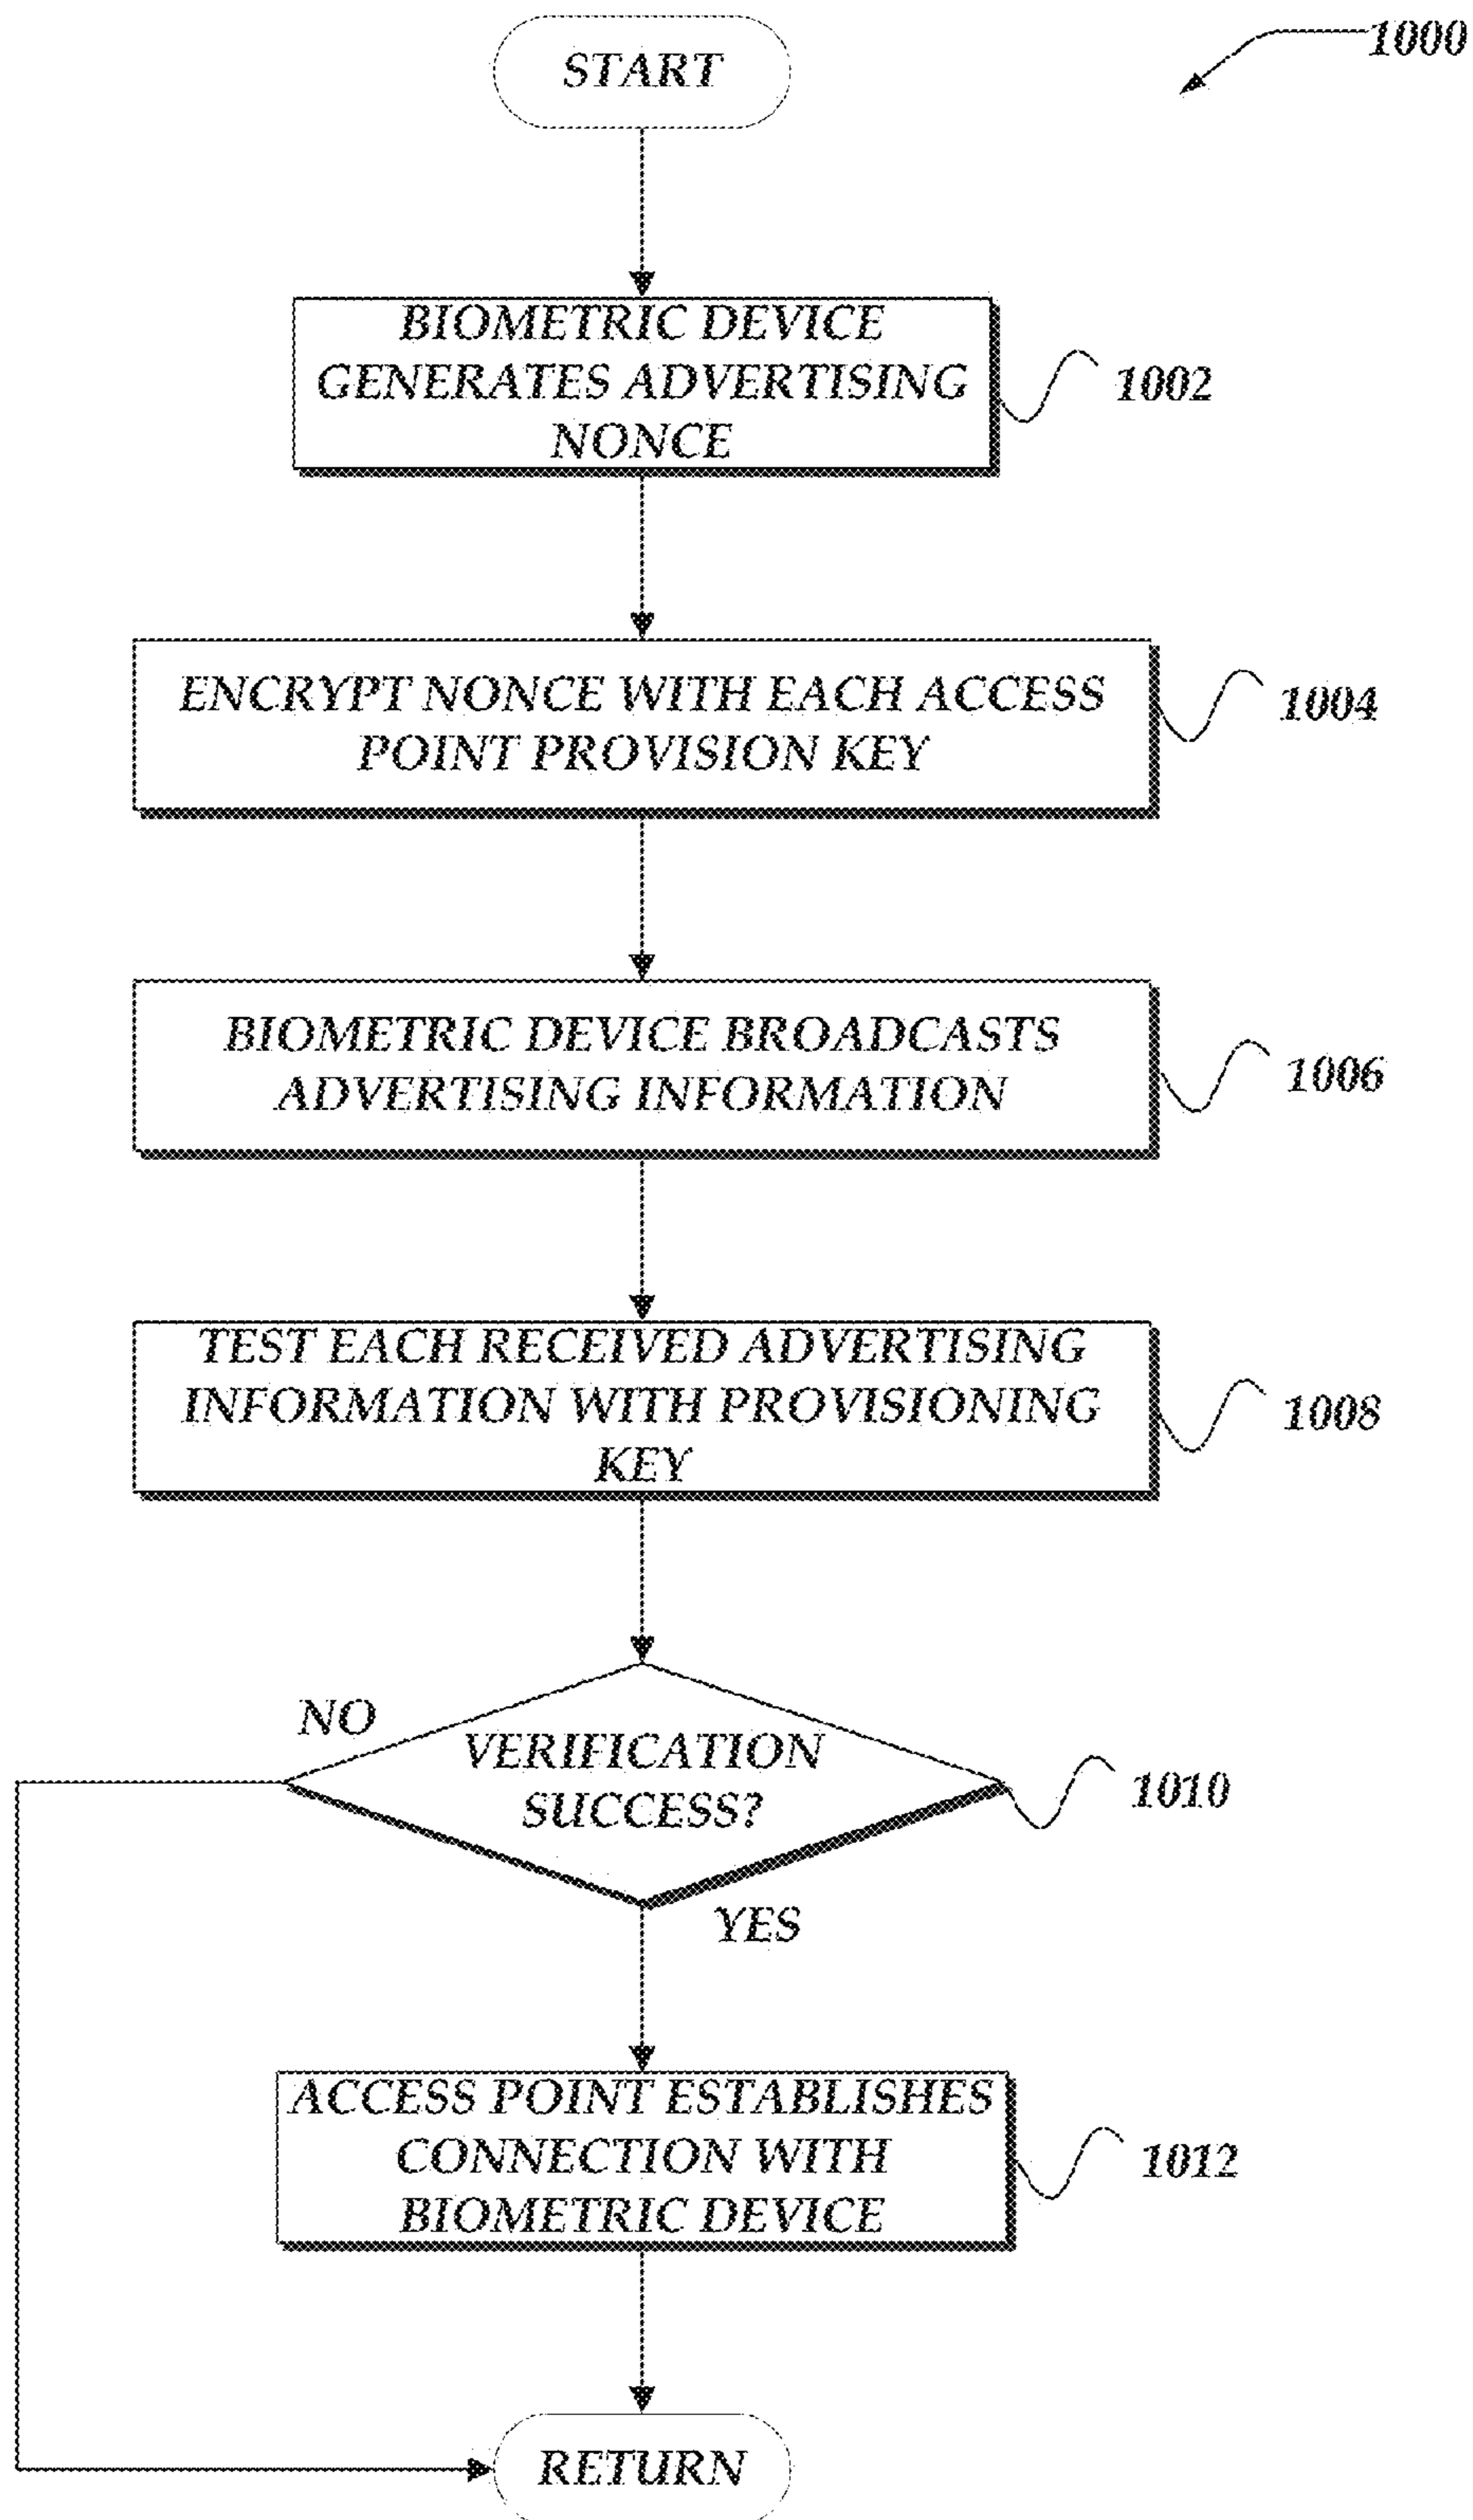 START
1000
BIOMETRIC DEVICE
GENERATES ADVERTISING
NONCE
1002
ENCRYPT NONCE WITH EACH ACCESS
POINT PROVISION KEY
1004
BIOMETRIC DEVICE BROADCASTS
ADVERTISING INFORMATION
1006
TEST EACH RECEIVED ADVERTISING
INFORMATION WITH PROVISIONING
KEY
1008
NO
VERIFICATION
SUCCESS?
1010
YES
ACCESS POINT ESTABLISHES
CONNECTION WITH
BIOMETRIC DEVICE
1012
RETURN